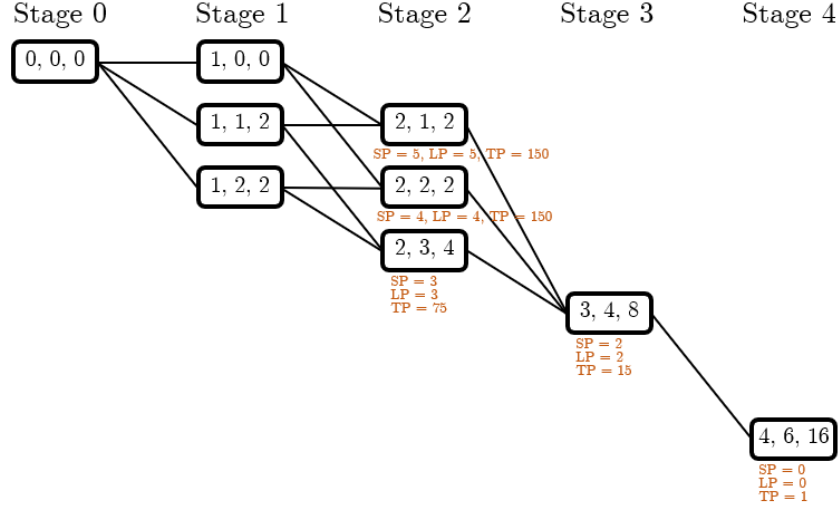 Stage 0 Stage 1 Stage 2 Stage 3 Stage 4
0, 0, 0
1, 0, 0
1, 1, 2
2, 1, 2
SP = 5, LP = 5, TP = 150
1, 2, 2
2, 2, 2
SP = 4, LP = 4, TP = 150
2, 3, 4
SP = 3
LP = 3
TP = 75
3, 4, 8
SP = 2
LP = 2
TP = 15
4, 6, 16
SP = 0
LP = 0
TP = 1